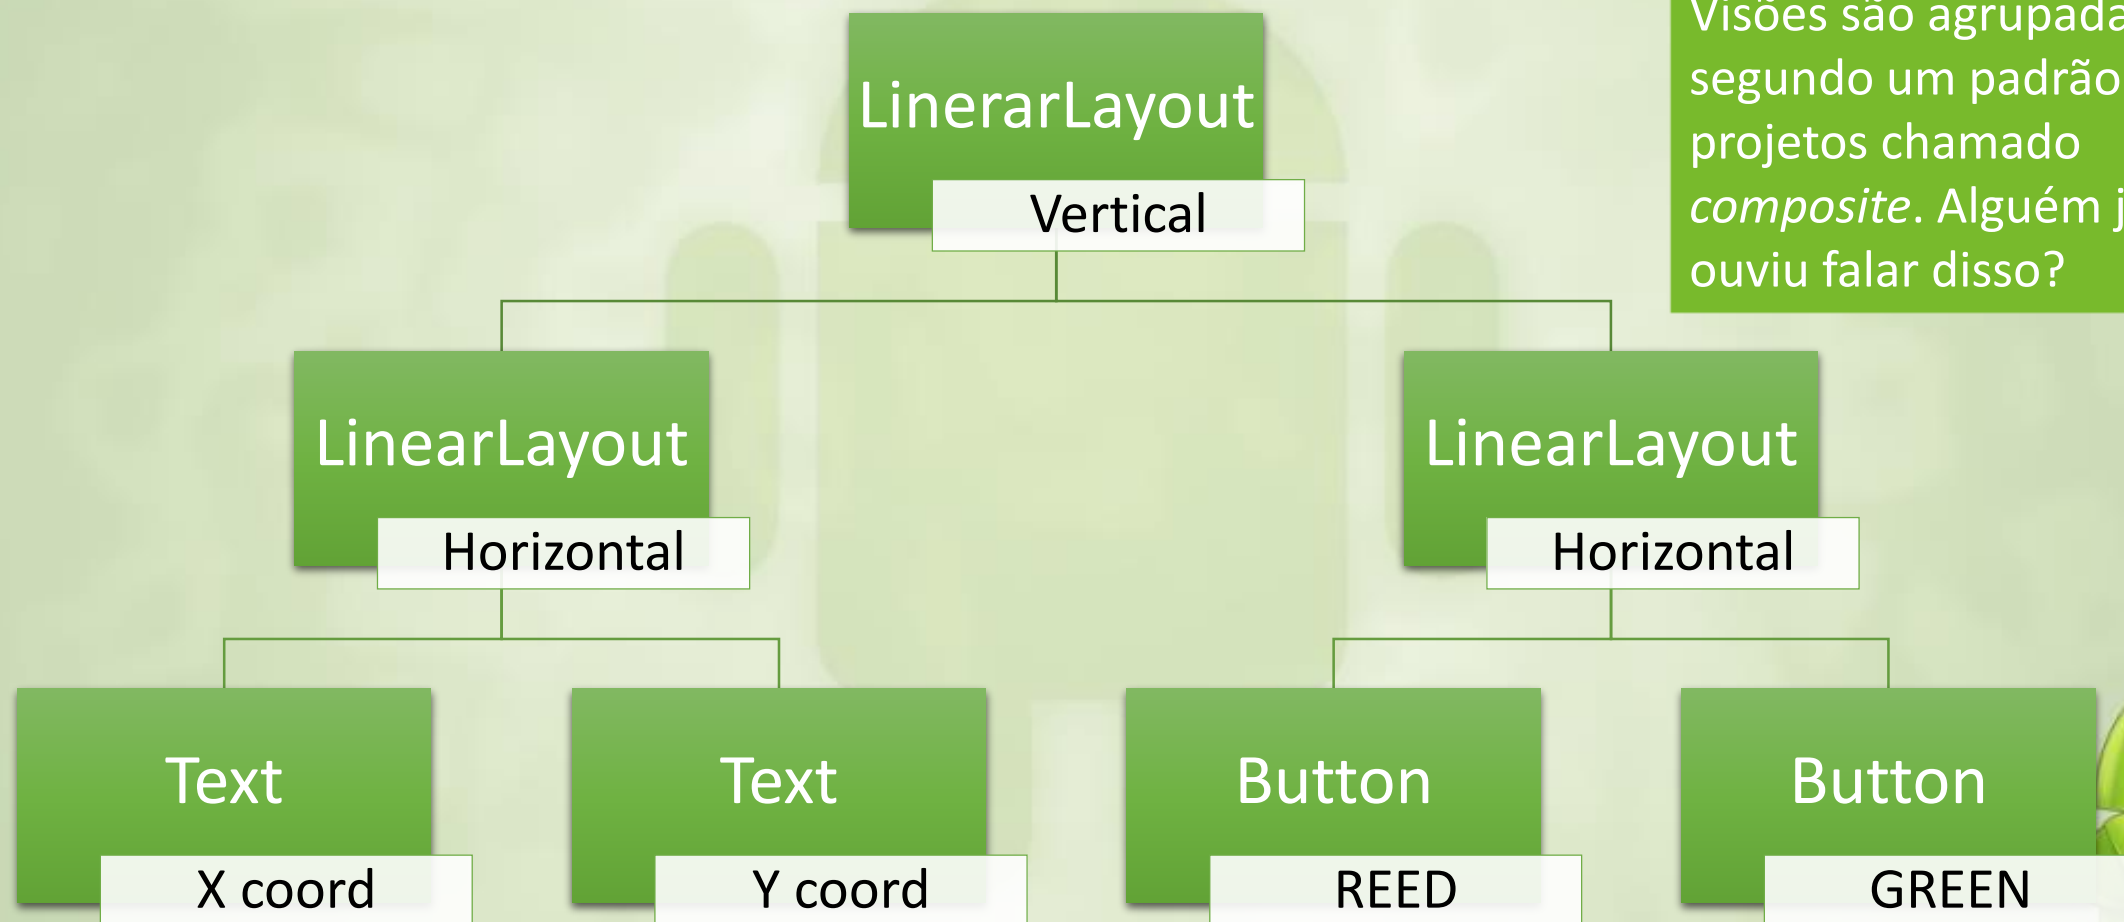 LinerarLayout
Vertical
Visões são agrupada
segundo um padrão
projetos chamado
composite. Alguém j
ouviu falar disso?
LinearLayout
Horizontal
LinearLayout
Horizontal
Text
X coord
Text
Y coord
Button
REED
Button
GREEN